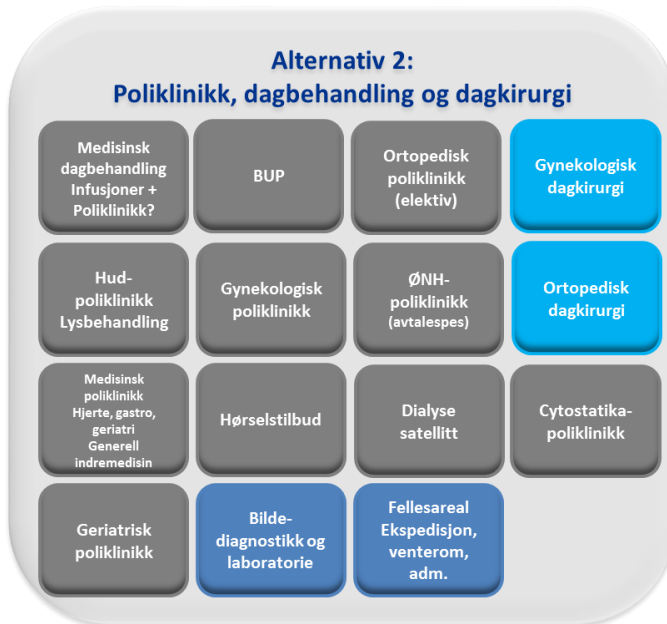 Alternativ 2:
Poliklinikk, dagbehandling og dagkirurgi
Medisinsk
dagbehandling
Infusjoner +
Poliklinikk?
BUP
Ortopedisk
poliklinikk
(elektiv)
Gynekologisk
dagkirurgi
Hud-
poliklinikk
Lysbehandling
Gynekologisk
poliklinikk
ØNH-
poliklinikk
(avtalespes)
Ortopedisk
dagkirurgi
Medisinsk
poliklinikk
Hjerte, gastro,
geriatri
Generell
indremedisin
Hørselstilbud
Dialyse
satellitt
Cytostatika-
poliklinikk
Geriatrisk
poliklinikk
Bilde-
diagnostikk og
laboratorie
Fellesareal
Ekspedisjon,
venterom,
adm.